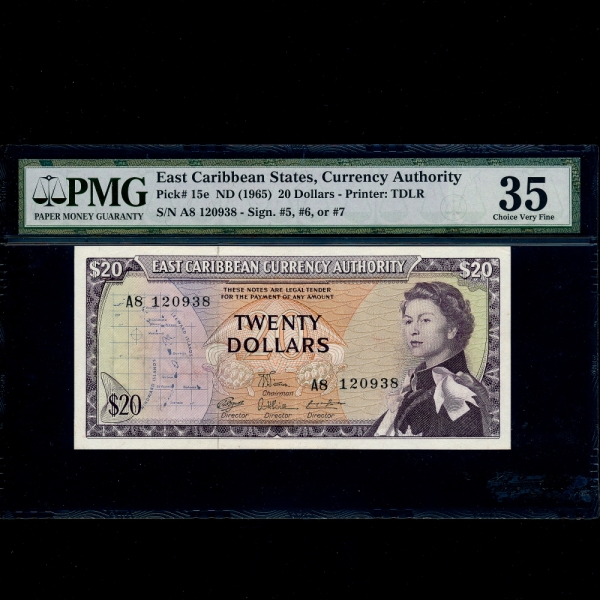 PMG
PAPER MONEY GUARANTY
East Caribbean States, Currency Authority
Pick# 15e ND (1965) 20 Dollars - Printer: TDLR
S/N A8 120938 - Sign. #5, #6, or #7
35
Choice Very Fine
$20 EAST CARIBBEAN CURRENCY AUTHORITY $20
THESE NOTES ARE LEGAL TENDER
FOR THE PAYMENT OF ANY AMOUNT
A8 120938
TWENTY
DOLLARS
Chairman
A8 120938
$20
Director Director Director